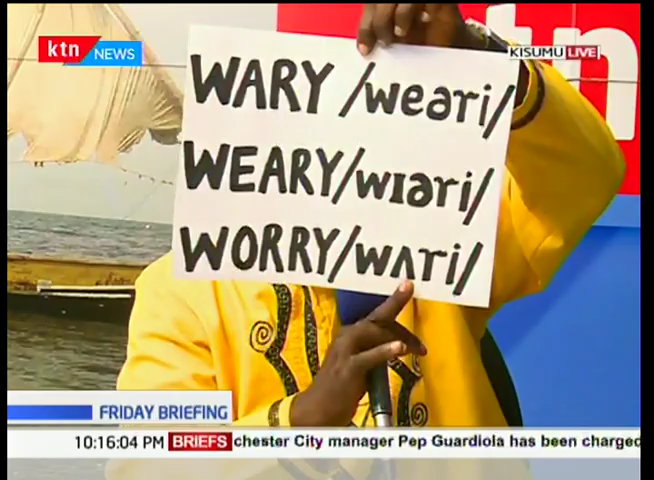 ktn NEWS
KISUMU LIVE
tn
WARY /weəri/
WEARY/wɪəri/
WORRY/wʌri/
FRIDAY BRIEFING
10:16:04 PM BRIEFS chester City manager Pep Guardiola has been charged